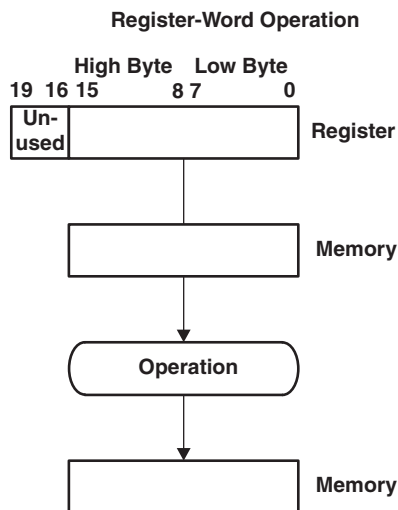 Register-Word Operation
High Byte Low Byte
19 16 15 8 7 0
Un-
used
Register
Memory
Operation
Memory